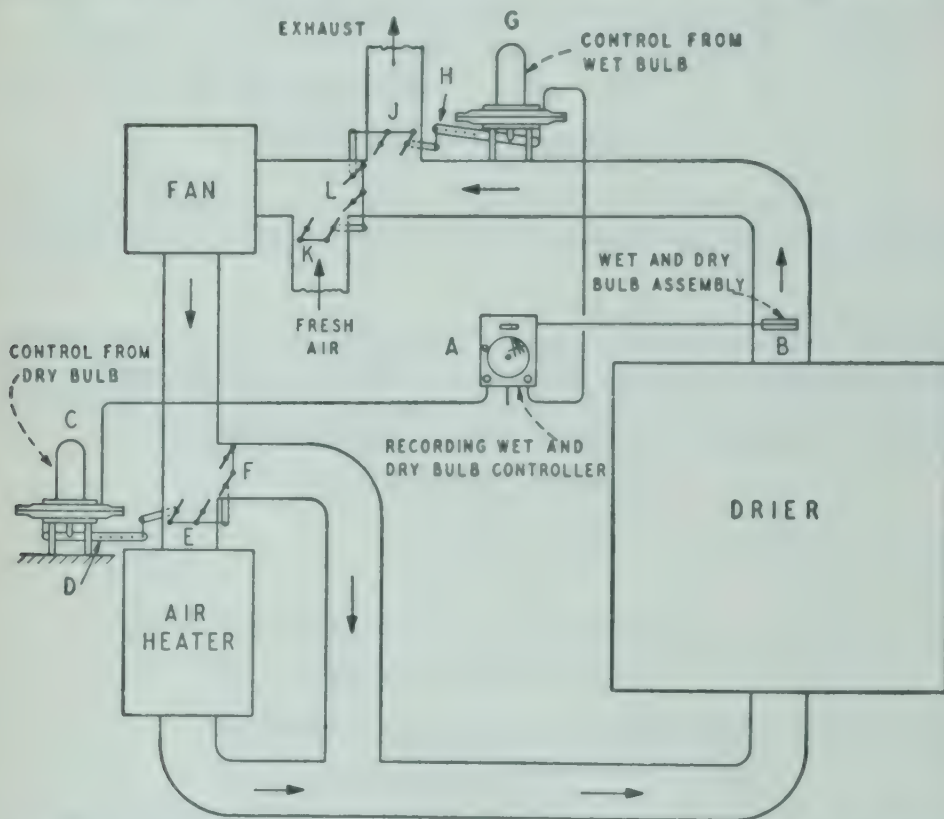 EXHAUST
G
CONTROL FROM
WET BULB
H
J
FAN
L
K
WET AND DRY
BULB ASSEMBLY
FRESH
AIR
A
B
CONTROL FROM
DRY BULB
C
RECORDING WET AND
DRY BULB CONTROLLER
F
DRIER
E
D
AIR
HEATER